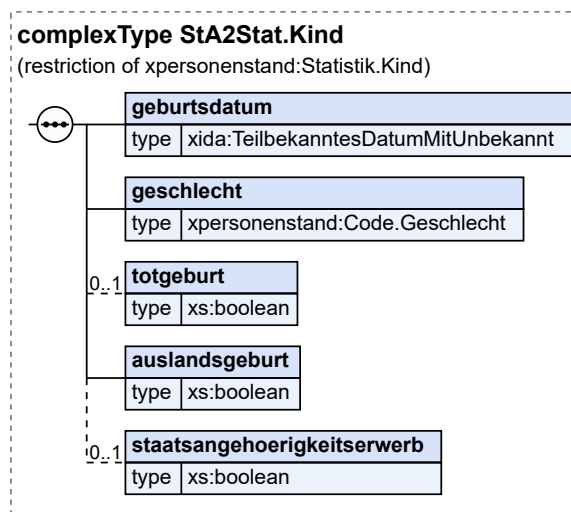 complexType StA2Stat.Kind
(restriction of xpersonenstand:Statistik.Kind)
geburtsdatum
type xida:TeilbekanntesDatumMitUnbekannt
geschlecht
type xpersonenstand:Code.Geschlecht
0..1 totgeburt
type xs:boolean
auslandsgeburt
type xs:boolean
0..1 staatsangehoerigkeitserwerb
type xs:boolean